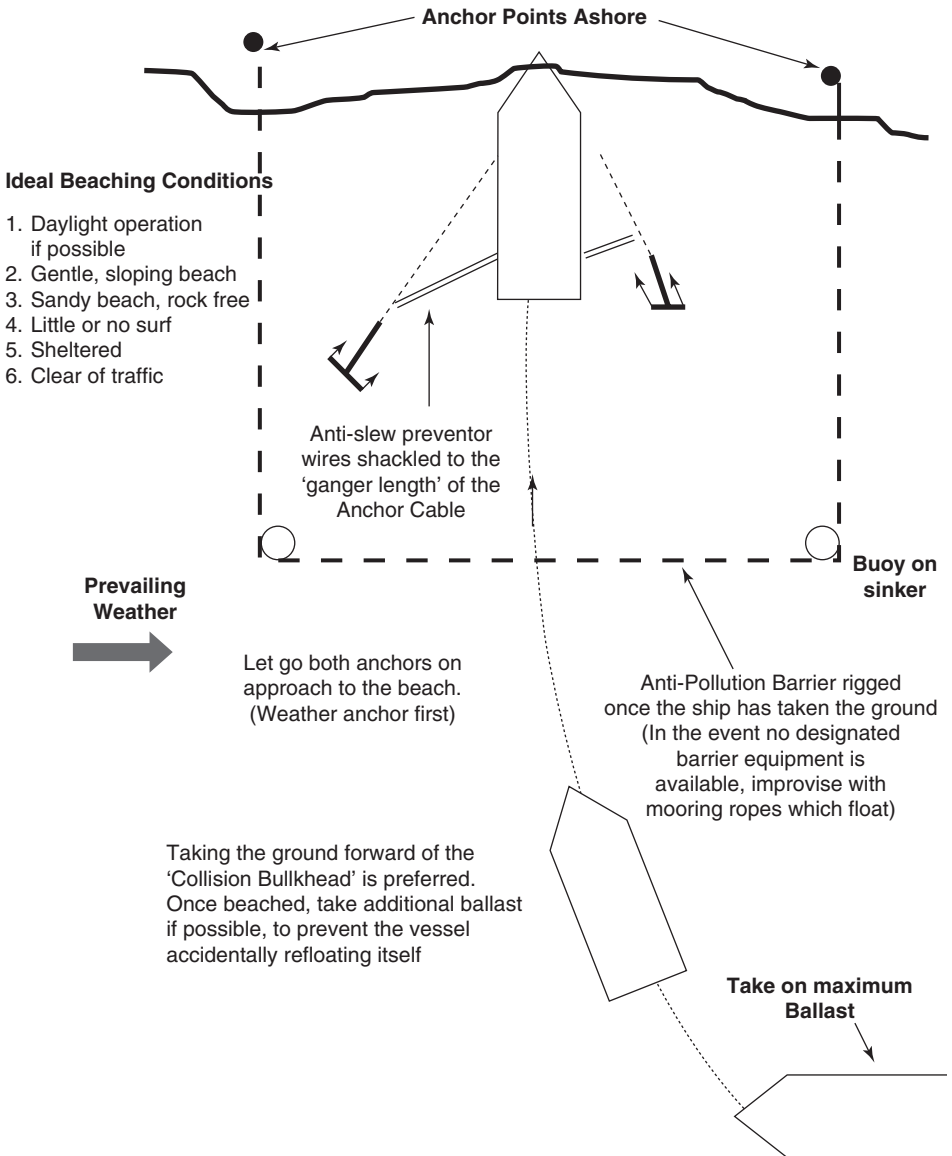 Anchor Points Ashore
Ideal Beaching Conditions
1. Daylight operation
if possible
2. Gentle, sloping beach
3. Sandy beach, rock free
4. Little or no surf
5. Sheltered
6. Clear of traffic
Anti-slew preventor
wires shackled to the
‘ganger length’ of the
Anchor Cable
Buoy on
sinker
Prevailing
Weather
Let go both anchors on
approach to the beach.
(Weather anchor first)
Anti-Pollution Barrier rigged
once the ship has taken the ground
(In the event no designated
barrier equipment is
available, improvise with
mooring ropes which float)
Taking the ground forward of the
‘Collision Bullkhead’ is preferred.
Once beached, take additional ballast
if possible, to prevent the vessel
accidentally refloating itself
Take on maximum
Ballast